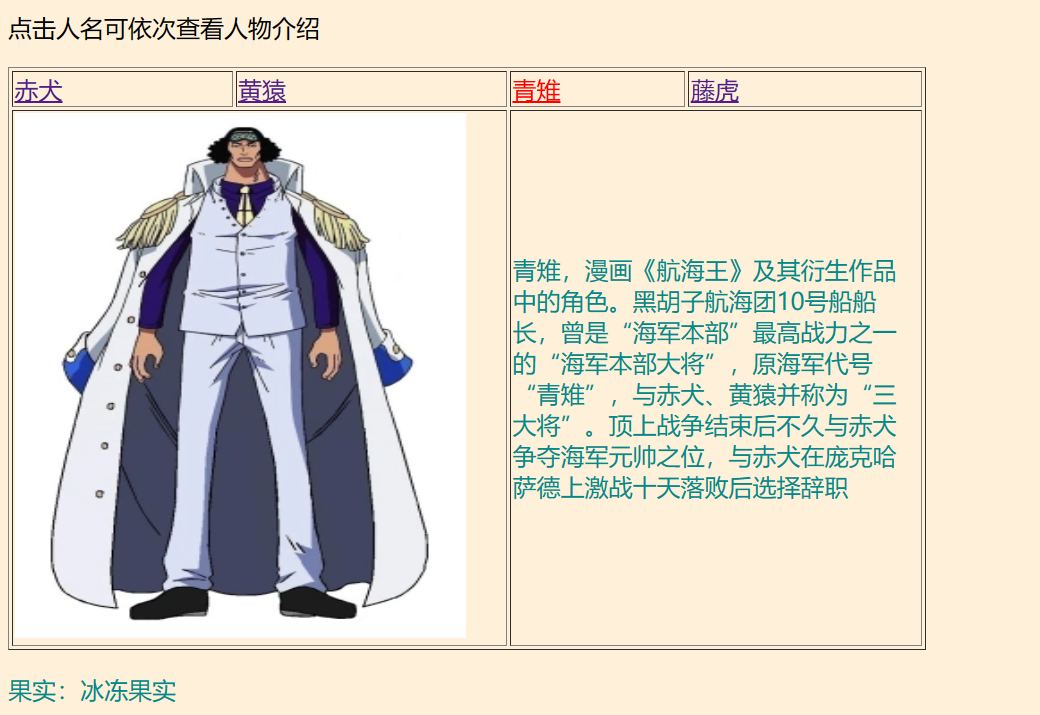 点击人名可依次查看人物介绍
赤犬 黄猿 青雉 藤虎
青雉，漫画《航海王》及其衍生作品
中的角色。黑胡子航海团10号船船
长，曾是“海军本部”最高战力之一
的“海军本部大将”，原海军代号
“青雉”，与赤犬、黄猿并称为“三
大将”。顶上战争结束后不久与赤犬
争夺海军元帅之位，与赤犬在庞克哈
萨德上激战十天落败后选择辞职
果实：冰冻果实